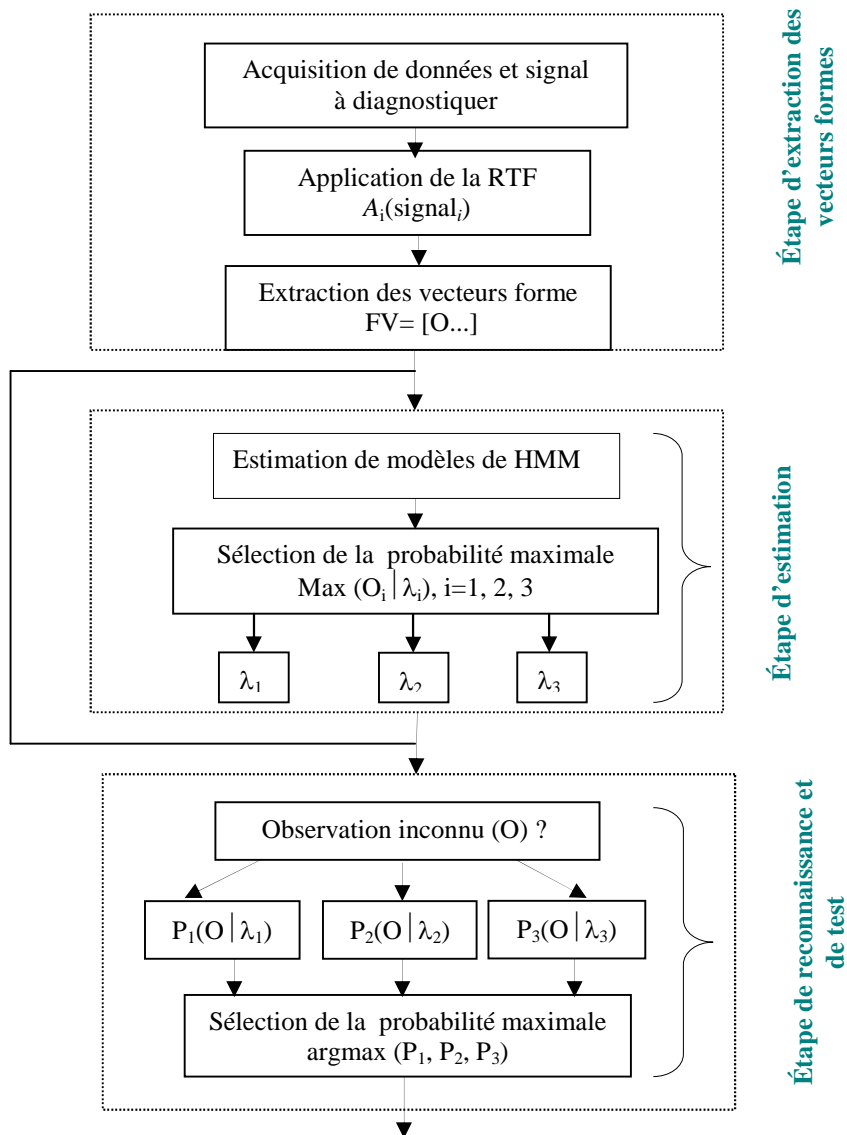 Acquisition de données et signal
à diagnostiquer
Application de la RTF
Ai(signali)
Extraction des vecteurs forme
FV= [O...]
Étape d’extraction des
vecteurs formes
Estimation de modèles de HMM
Sélection de la probabilité maximale
Max (Oi│λi), i=1, 2, 3
λ1
λ2
λ3
Étape d’estimation
Observation inconnu (O) ?
P1(O│λ1)
P2(O│λ2)
P3(O│λ3)
Sélection de la probabilité maximale
argmax (P1, P2, P3)
Étape de reconnaissance et
de test